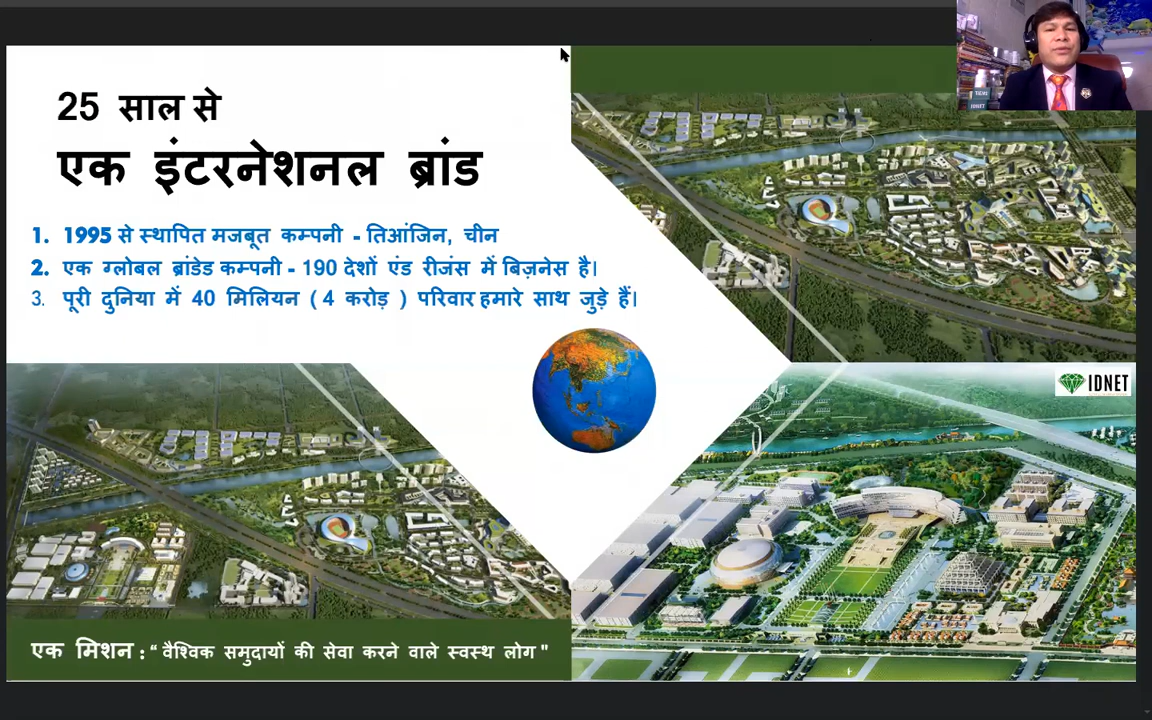 25 साल से
एक इंटरनेशनल ब्रांड
1. 1995 से स्थापित मजबूत कम्पनी - तिआंजिन, चीन
2. एक ग्लोबल ब्रांडेड कम्पनी - 190 देशों एंड रीजंस में बिज़नेस है।
3. पूरी दुनिया में 40 मिलियन ( 4 करोड़ ) परिवार हमारे साथ जुड़े हैं।
IDNET
एक मिशन : “ वैश्विक समुदायों की सेवा करने वाले स्वस्थ लोग "